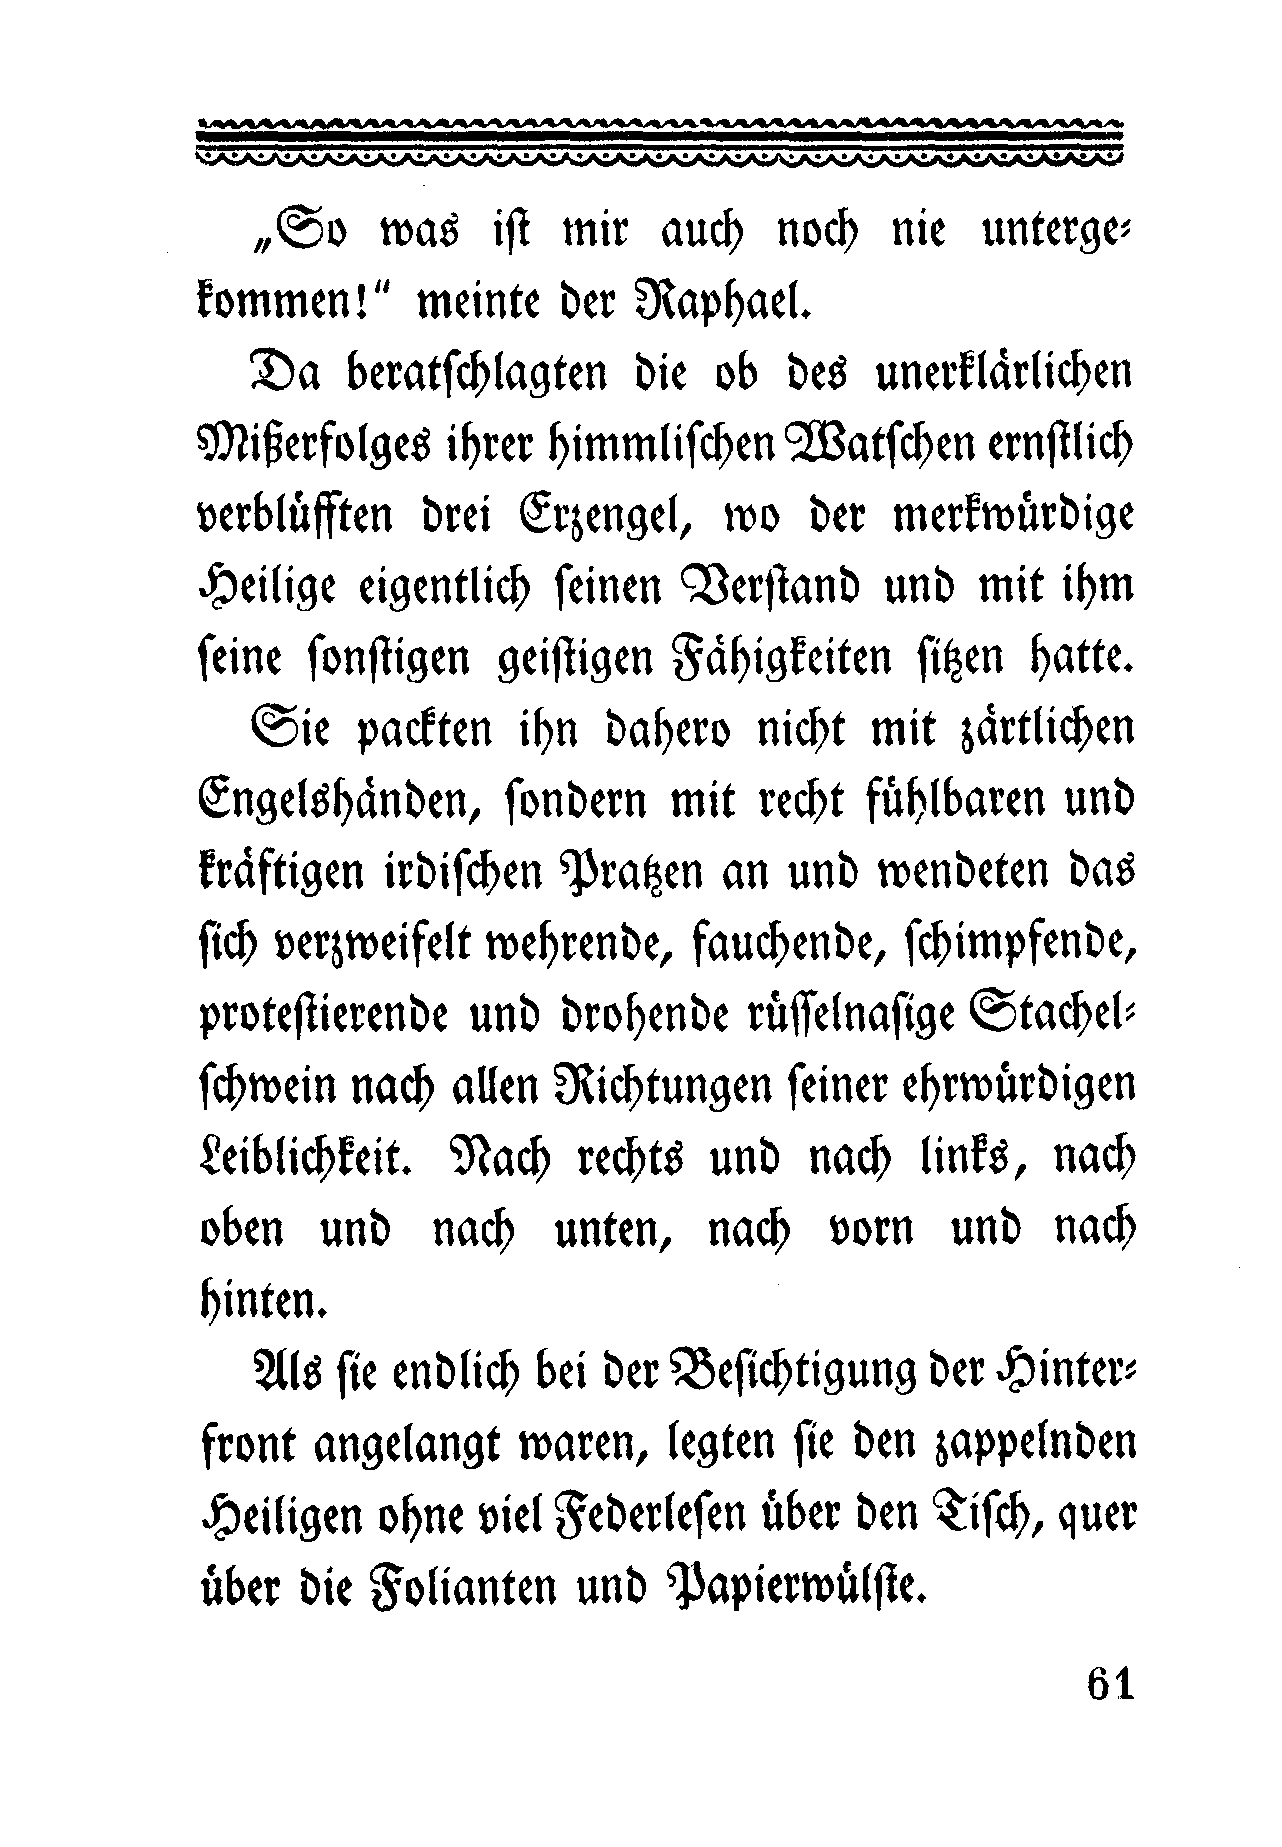 „So was iſt mir auch noch nie unterge⸗
kommen!“ meinte der Raphael.
Da beratſchlagten die ob des unerklärlichen
Mißerfolges ihrer himmliſchen Watſchen ernſtlich
verblüfften drei Erzengel, wo der merkwürdige
Heilige eigentlich ſeinen Verſtand und mit ihm
ſeine ſonſtigen geiſtigen Fähigkeiten ſitzen hatte.
Sie packten ihn dahero nicht mit zärtlichen
Engelshänden, ſondern mit recht fühlbaren und
kräftigen irdiſchen Pratzen an und wendeten das
ſich verzweifelt wehrende, fauchende, ſchimpfende,
proteſtierende und drohende rüſſelnaſige Stachel⸗
ſchwein nach allen Richtungen ſeiner ehrwürdigen
Leiblichkeit. Nach rechts und nach links, nach
oben und nach unten, nach vorn und nach
hinten.
Als ſie endlich bei der Beſichtigung der Hinter⸗
front angelangt waren, legten ſie den zappelnden
Heiligen ohne viel Federleſen über den Tiſch, quer
über die Folianten und Papierwülſte.
61